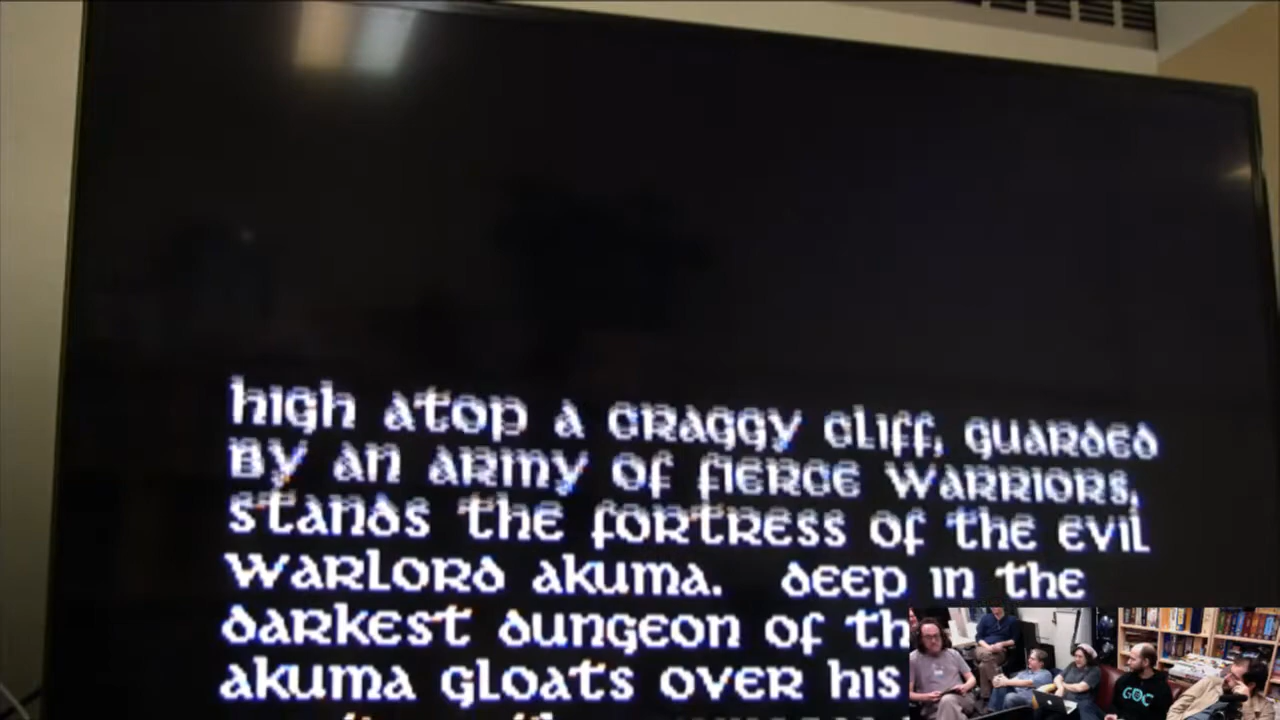 high atop a craggy cliff, guarded
by an army of fierce warriors,
stands the fortress of the evil
warlord akuma. deep in the
darkest dungeon of th
akuma gloats over his
GDC